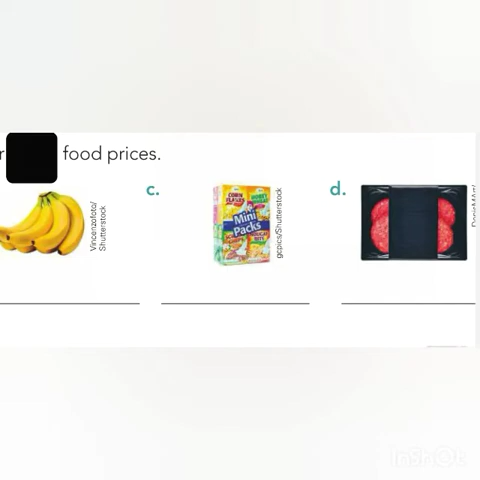 r food prices.
c.
d.
Vincenzofoto/
Shutterstock
CORN
FLAKES
Mini
Packs
gcpics/Shutterstock
InShOt